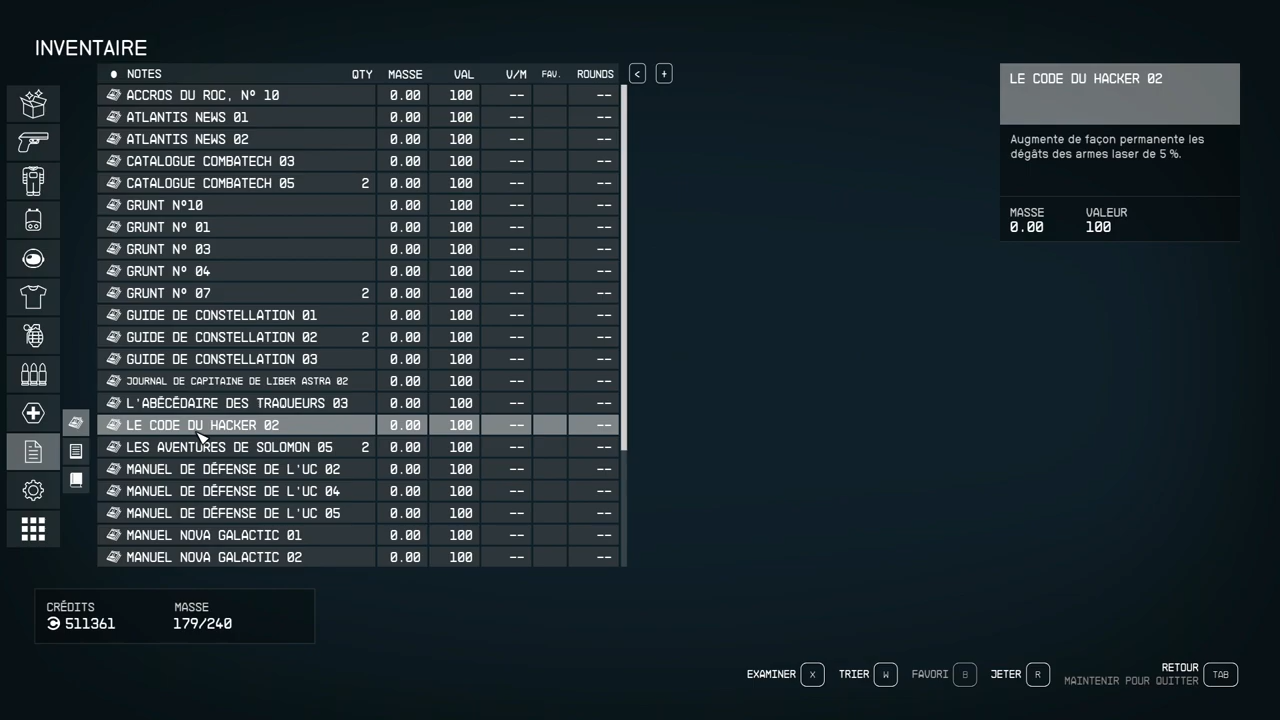 INVENTAIRE
NOTES QTY MASSE VAL V/M FAV. ROUNDS < +
ACCROS DU ROC, Nº 10 0.00 100 -- --
ATLANTIS NEWS 01 0.00 100 -- --
ATLANTIS NEWS 02 0.00 100 -- --
CATALOGUE COMBATECH 03 0.00 100 -- --
CATALOGUE COMBATECH 05 2 0.00 100 -- --
GRUNT Nº10 0.00 100 -- --
GRUNT Nº 01 0.00 100 -- --
GRUNT Nº 03 0.00 100 -- --
GRUNT Nº 04 0.00 100 -- --
GRUNT Nº 07 2 0.00 100 -- --
GUIDE DE CONSTELLATION 01 0.00 100 -- --
GUIDE DE CONSTELLATION 02 2 0.00 100 -- --
GUIDE DE CONSTELLATION 03 0.00 100 -- --
JOURNAL DE CAPITAINE DE LIBER ASTRA 02 0.00 100 -- --
L'ABÉCÉDAIRE DES TRAQUEURS 03 0.00 100 -- --
LE CODE DU HACKER 02 0.00 100 -- --
LES AVENTURES DE SOLOMON 05 2 0.00 100 -- --
MANUEL DE DÉFENSE DE L'UC 02 0.00 100 -- --
MANUEL DE DÉFENSE DE L'UC 04 0.00 100 -- --
MANUEL DE DÉFENSE DE L'UC 05 0.00 100 -- --
MANUEL NOVA GALACTIC 01 0.00 100 -- --
MANUEL NOVA GALACTIC 02 0.00 100 -- --
LE CODE DU HACKER 02
Augmente de façon permanente les
dégâts des armes laser de 5 %.
MASSE VALEUR
0.00 100
CRÉDITS MASSE
511361 179/240
EXAMINER X TRIER W FAVORI B JETER R RETOUR TAB
MAINTENIR POUR QUITTER